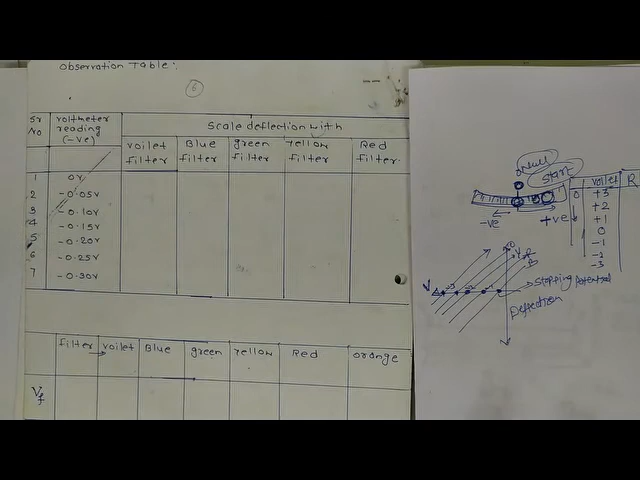 Observation Table:
6
Sr No
voltmeter reading (-ve)
Scale deflection with
voilet filter
Blue filter
green filter
yellow filter
Red filter
1 0v
2 -0.05v
3 -0.10v
4 -0.15v
5 -0.20v
6 -0.25v
7 -0.30v
filter voilet Blue green yellow Red orange
Vf
Start
-ve +ve
voilet R
0 +3
+2
+1
0
-1
-2
-3
V
Stopping Potential
Deflection